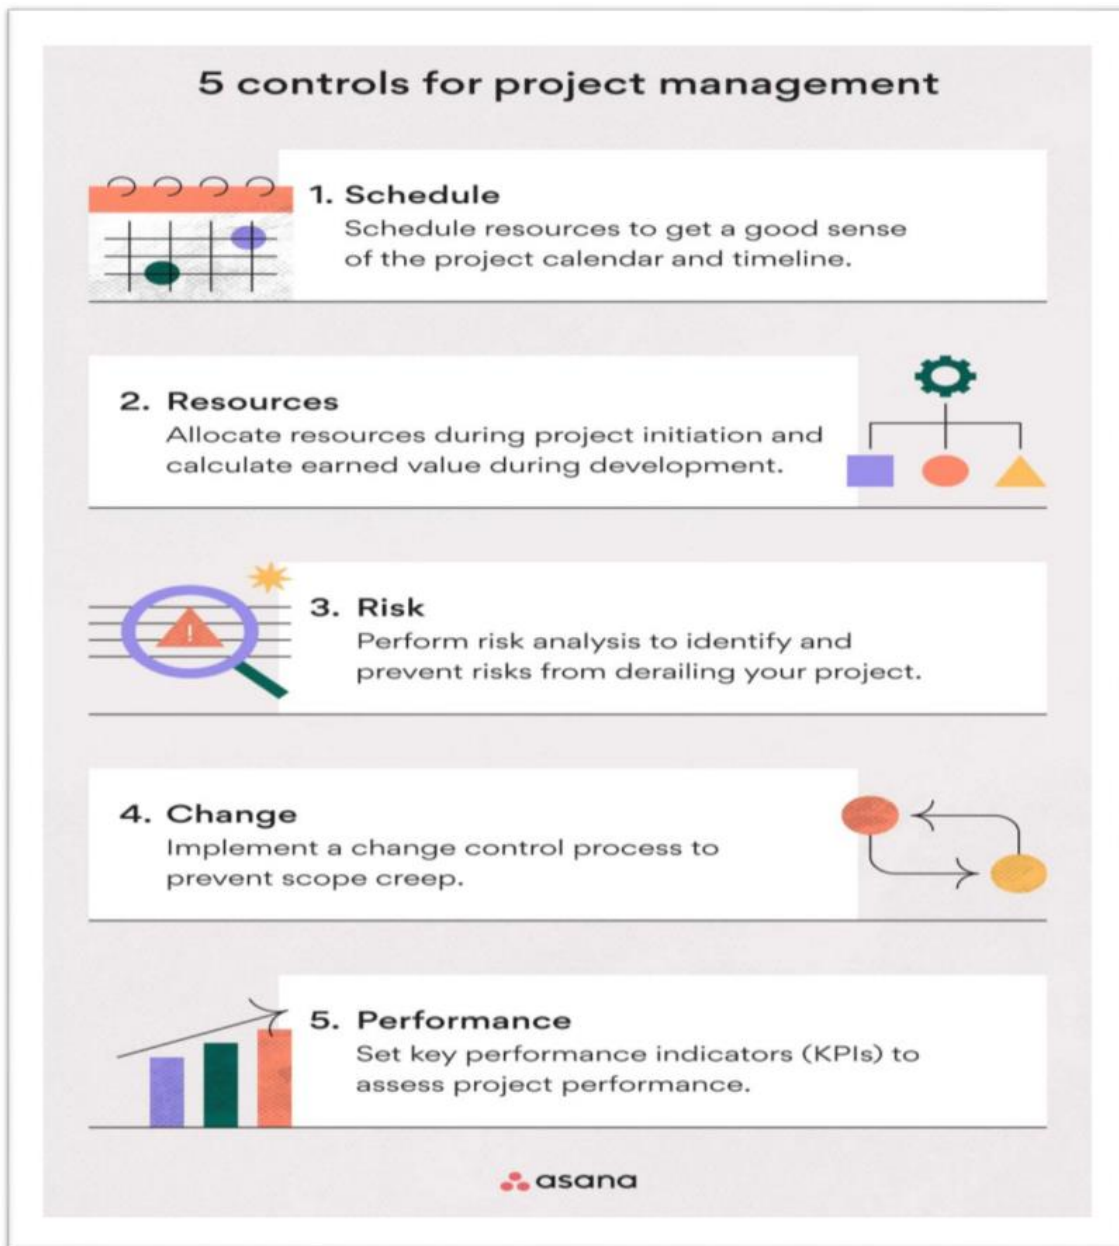 5 controls for project management
1. Schedule
Schedule resources to get a good sense
of the project calendar and timeline.
2. Resources
Allocate resources during project initiation and
calculate earned value during development.
3. Risk
Perform risk analysis to identify and
prevent risks from derailing your project.
4. Change
Implement a change control process to
prevent scope creep.
5. Performance
Set key performance indicators (KPIs) to
assess project performance.
asana